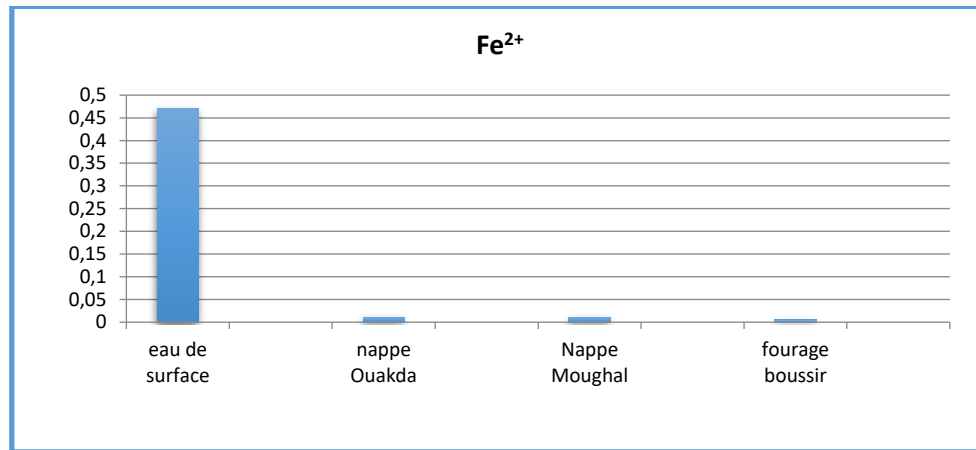 Fe²⁺
0,5
0,45
0,4
0,35
0,3
0,25
0,2
0,15
0,1
0,05
0
eau de surface
nappe Ouakda
Nappe Moughal
fourage boussir